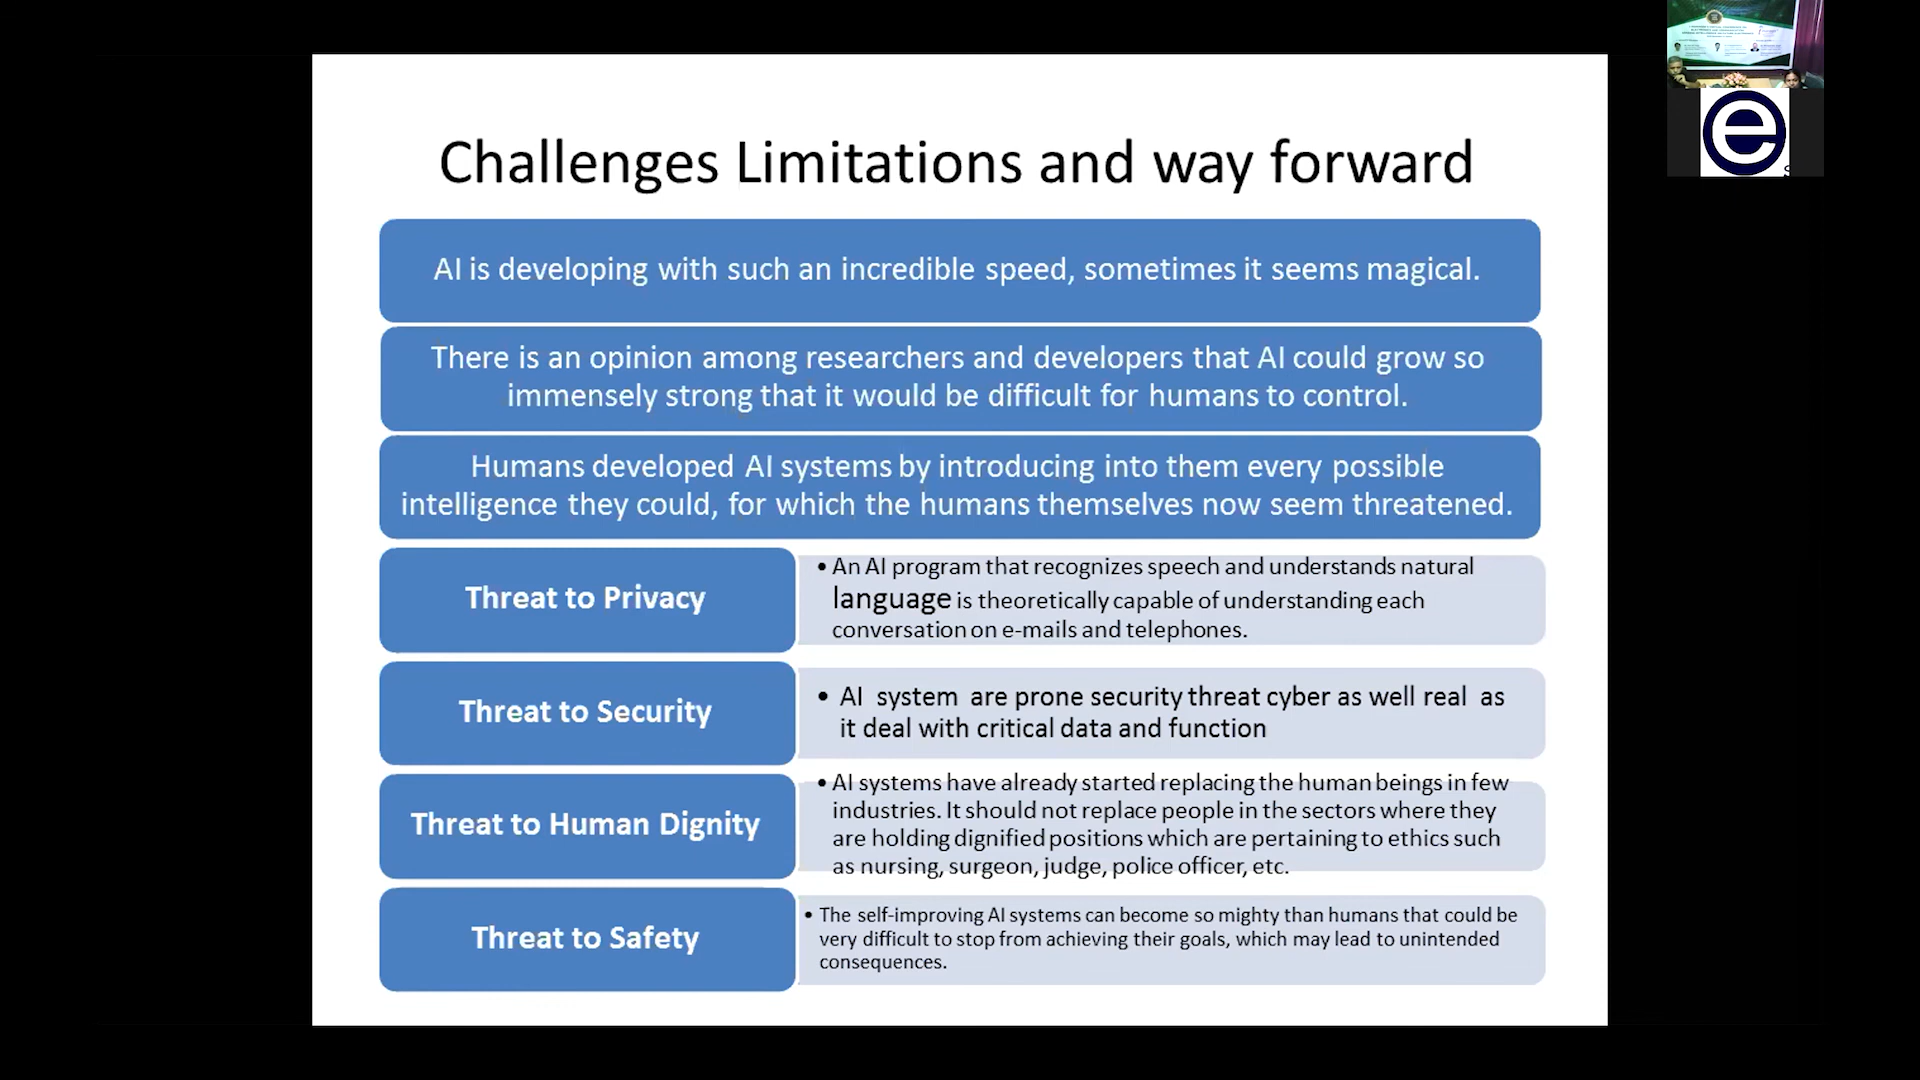 Challenges Limitations and way forward
AI is developing with such an incredible speed, sometimes it seems magical.
There is an opinion among researchers and developers that AI could grow so
immensely strong that it would be difficult for humans to control.
Humans developed AI systems by introducing into them every possible
intelligence they could, for which the humans themselves now seem threatened.
Threat to Privacy
• An AI program that recognizes speech and understands natural
language is theoretically capable of understanding each
conversation on e-mails and telephones.
Threat to Security
• AI system are prone security threat cyber as well real as
it deal with critical data and function
Threat to Human Dignity
• AI systems have already started replacing the human beings in few
industries. It should not replace people in the sectors where they
are holding dignified positions which are pertaining to ethics such
as nursing, surgeon, judge, police officer, etc.
Threat to Safety
• The self-improving AI systems can become so mighty than humans that could be
very difficult to stop from achieving their goals, which may lead to unintended
consequences.
e